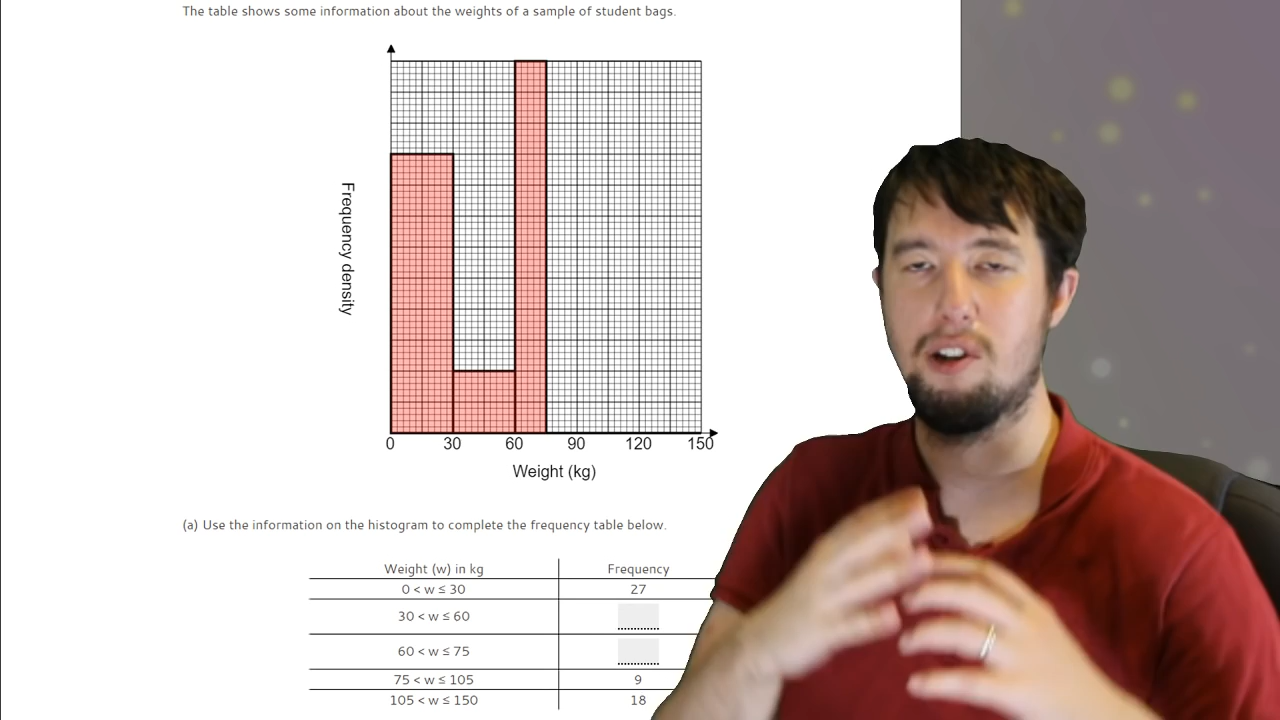 The table shows some information about the weights of a sample of student bags.
Frequency density
0 30 60 90 120 150
Weight (kg)
(a) Use the information on the histogram to complete the frequency table below.
Weight (w) in kg Frequency
0 < w ≤ 30 27
30 < w ≤ 60
60 < w ≤ 75
75 < w ≤ 105 9
105 < w ≤ 150 18